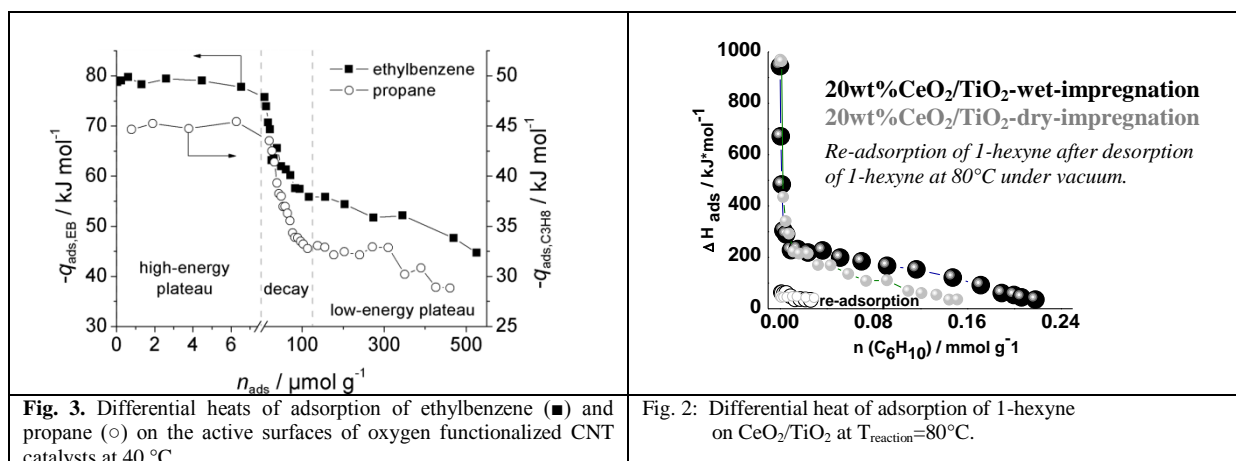 80
70
60
50
40
30
-q_ads,EB / kJ mol⁻¹
ethylbenzene
propane
high-energy
plateau
decay
low-energy plateau
50
45
40
35
30
25
-q_ads,C3H8 / kJ mol⁻¹
0 2 4 6 100 300 500
n_ads / µmol g⁻¹
Fig. 3. Differential heats of adsorption of ethylbenzene (■) and
propane (○) on the active surfaces of oxygen functionalized CNT
catalysts at 40 °C
1000
800
600
400
200
0
Δ H ads / kJ*mol⁻¹
20wt%CeO₂/TiO₂-wet-impregnation
20wt%CeO₂/TiO₂-dry-impregnation
Re-adsorption of 1-hexyne after desorption
of 1-hexyne at 80°C under vacuum.
re-adsorption
0.00 0.08 0.16 0.24
n (C₆H₁₀) / mmol g⁻¹
Fig. 2: Differential heat of adsorption of 1-hexyne
on CeO₂/TiO₂ at T_reaction=80°C.